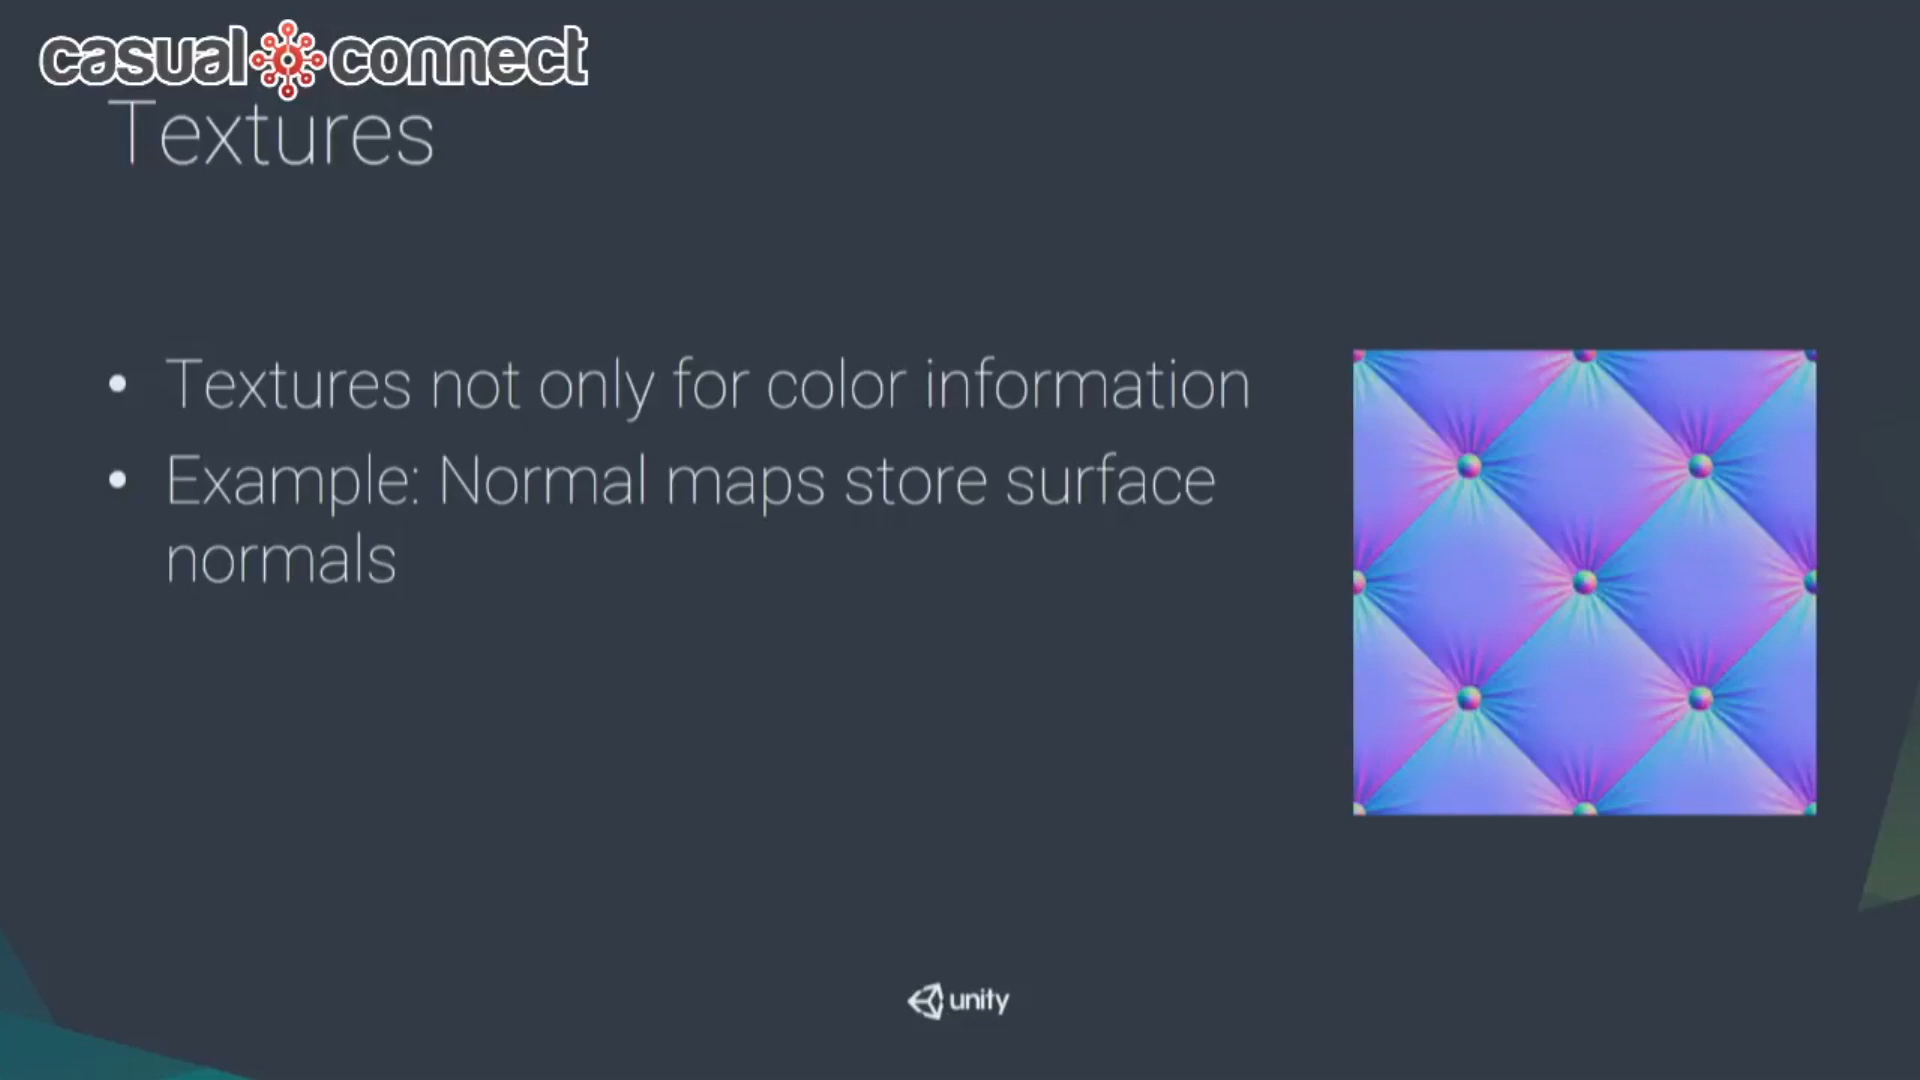 casual connect
Textures
• Textures not only for color information
• Example: Normal maps store surface
normals
unity